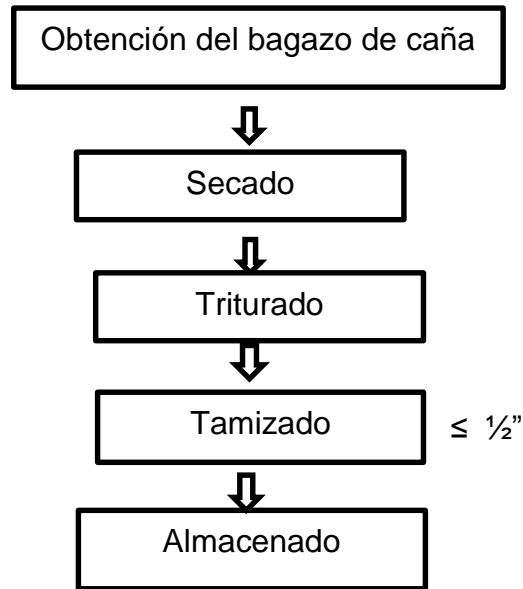 Obtención del bagazo de caña
Secado
Triturado
Tamizado ≤ ½”
Almacenado